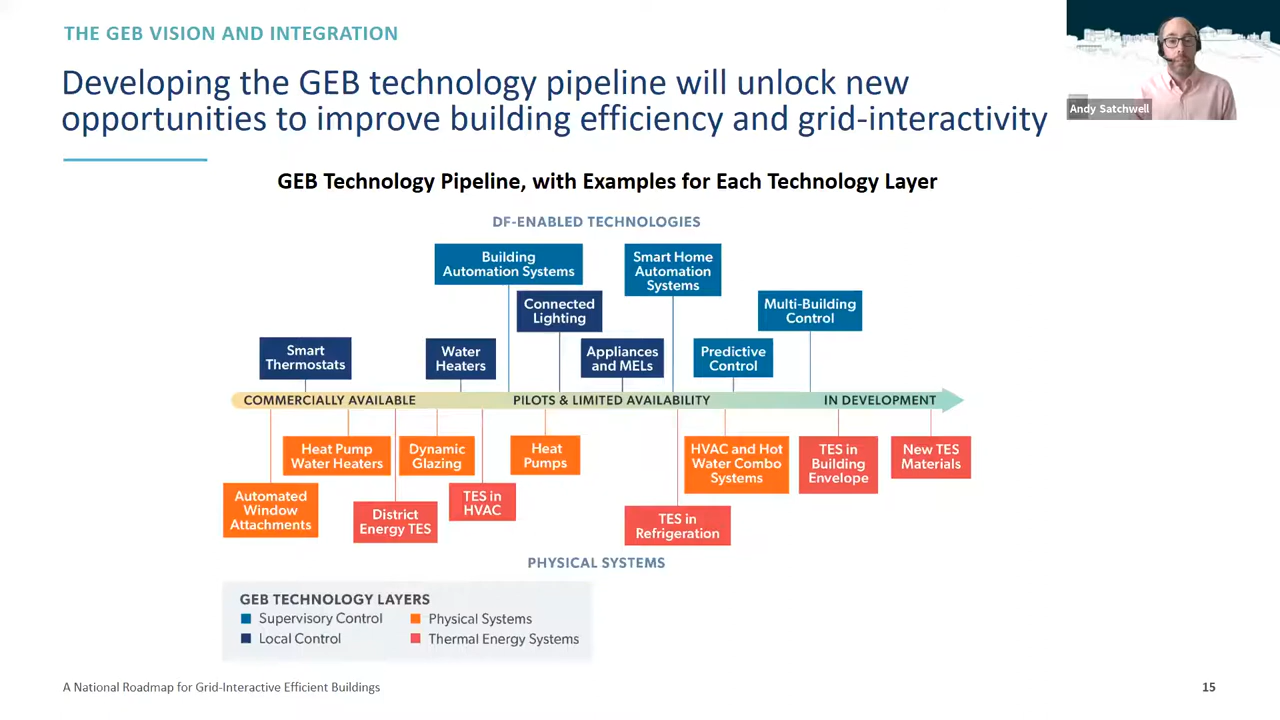 THE GEB VISION AND INTEGRATION
Developing the GEB technology pipeline will unlock new
opportunities to improve building efficiency and grid-interactivity
Andy Satchwell
GEB Technology Pipeline, with Examples for Each Technology Layer
DF-ENABLED TECHNOLOGIES
Building
Automation Systems
Smart Home
Automation
Systems
Connected
Lighting
Multi-Building
Control
Smart
Thermostats
Water
Heaters
Appliances
and MELs
Predictive
Control
COMMERCIALLY AVAILABLE
PILOTS & LIMITED AVAILABILITY
IN DEVELOPMENT
Heat Pump
Water Heaters
Dynamic
Glazing
Heat
Pumps
HVAC and Hot
Water Combo
Systems
TES in
Building
Envelope
New TES
Materials
Automated
Window
Attachments
District
Energy TES
TES in
HVAC
TES in
Refrigeration
PHYSICAL SYSTEMS
GEB TECHNOLOGY LAYERS
Supervisory Control
Physical Systems
Local Control
Thermal Energy Systems
A National Roadmap for Grid-Interactive Efficient Buildings
15